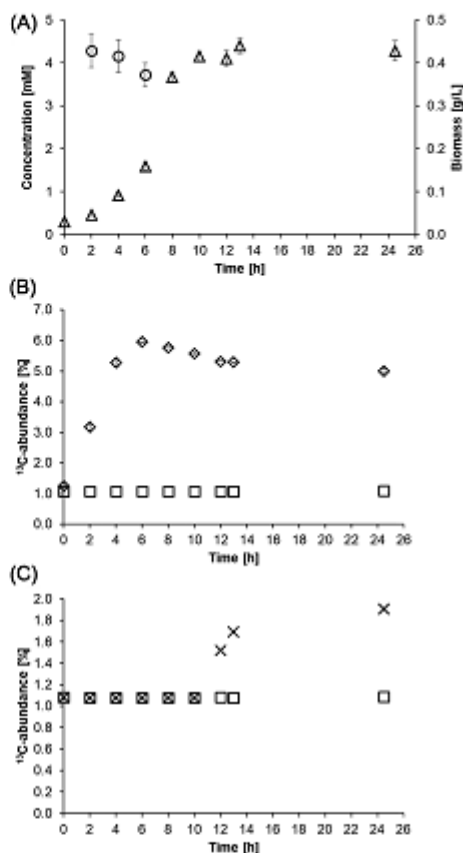 (A)
Concentration [mM]
5
4
3
2
1
0
0.5
0.4
0.3
0.2
0.1
0.0
Biomass [g/L]
0 2 4 6 8 10 12 14 16 18 20 22 24 26
Time [h]
(B)
¹³C-abundance [%]
7.0
6.0
5.0
4.0
3.0
2.0
1.0
0.0
0 2 4 6 8 10 12 14 16 18 20 22 24 26
Time [h]
(C)
¹³C-abundance [%]
2.0
1.8
1.6
1.4
1.2
1.0
0.8
0.6
0.4
0.2
0.0
0 2 4 6 8 10 12 14 16 18 20 22 24 26
Time [h]